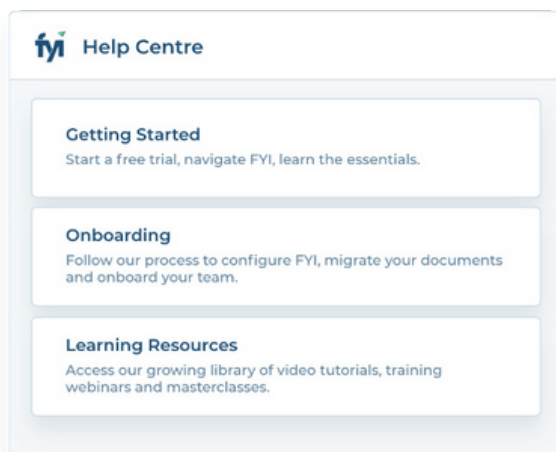 fyi Help Centre
Getting Started
Start a free trial, navigate FYI, learn the essentials.
Onboarding
Follow our process to configure FYI, migrate your documents
and onboard your team.
Learning Resources
Access our growing library of video tutorials, training
webinars and masterclasses.